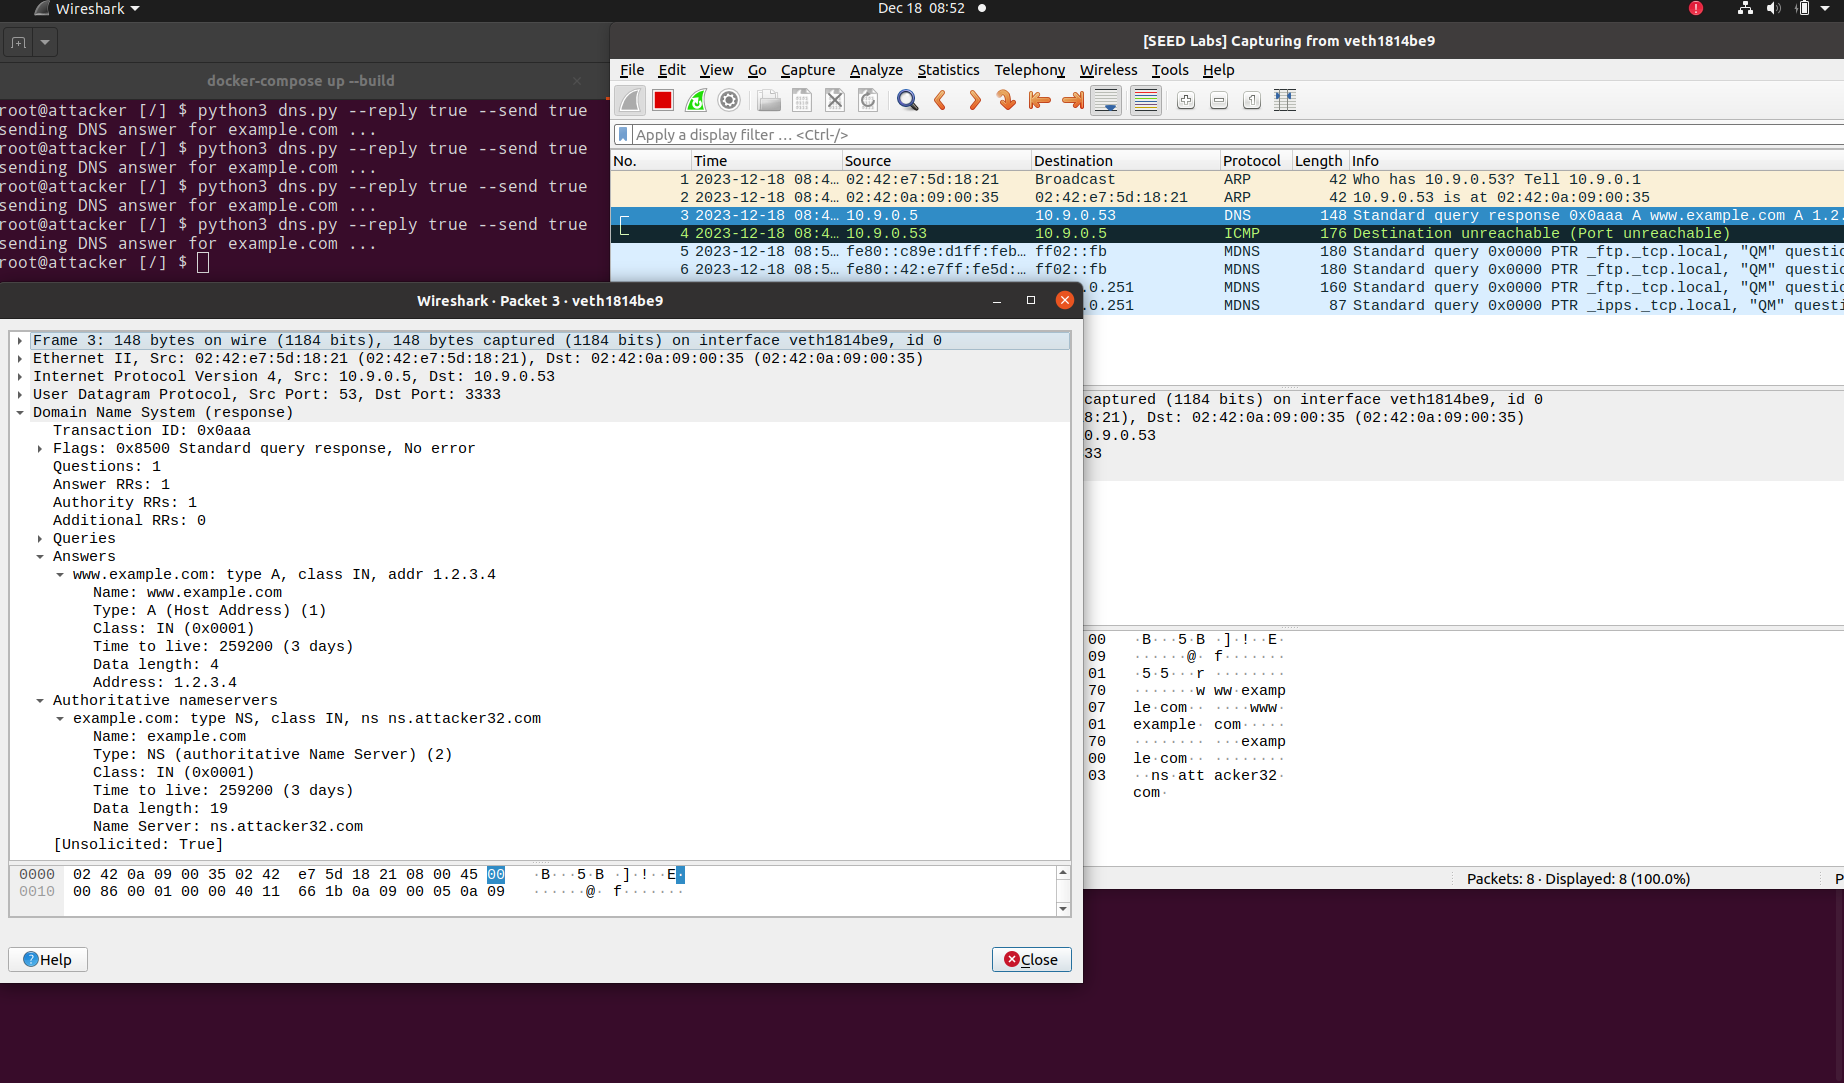 Wireshark
Dec 18 08:52
docker-compose up --build
root@attacker [/] $ python3 dns.py --reply true --send true
sending DNS answer for example.com ...
root@attacker [/] $ python3 dns.py --reply true --send true
sending DNS answer for example.com ...
root@attacker [/] $ python3 dns.py --reply true --send true
sending DNS answer for example.com ...
root@attacker [/] $ python3 dns.py --reply true --send true
sending DNS answer for example.com ...
root@attacker [/] $
[SEED Labs] Capturing from veth1814be9
File Edit View Go Capture Analyze Statistics Telephony Wireless Tools Help
Apply a display filter … <Ctrl-/>
No. Time Source Destination Protocol Length Info
1 2023-12-18 08:4… 02:42:e7:5d:18:21 Broadcast ARP 42 Who has 10.9.0.53? Tell 10.9.0.1
2 2023-12-18 08:4… 02:42:0a:09:00:35 02:42:e7:5d:18:21 ARP 42 10.9.0.53 is at 02:42:0a:09:00:35
3 2023-12-18 08:4… 10.9.0.5 10.9.0.53 DNS 148 Standard query response 0x0aaa A www.example.com A 1.2.
4 2023-12-18 08:4… 10.9.0.53 10.9.0.5 ICMP 176 Destination unreachable (Port unreachable)
5 2023-12-18 08:5… fe80::c89e:d1ff:feb… ff02::fb MDNS 180 Standard query 0x0000 PTR _ftp._tcp.local, "QM" questio
6 2023-12-18 08:5… fe80::42:e7ff:fe5d:… ff02::fb MDNS 180 Standard query 0x0000 PTR _ftp._tcp.local, "QM" questio
.0.251 MDNS 160 Standard query 0x0000 PTR _ftp._tcp.local, "QM" questio
.0.251 MDNS 87 Standard query 0x0000 PTR _ipps._tcp.local, "QM" questi
Wireshark · Packet 3 · veth1814be9
Frame 3: 148 bytes on wire (1184 bits), 148 bytes captured (1184 bits) on interface veth1814be9, id 0
Ethernet II, Src: 02:42:e7:5d:18:21 (02:42:e7:5d:18:21), Dst: 02:42:0a:09:00:35 (02:42:0a:09:00:35)
Internet Protocol Version 4, Src: 10.9.0.5, Dst: 10.9.0.53
User Datagram Protocol, Src Port: 53, Dst Port: 3333
Domain Name System (response)
Transaction ID: 0x0aaa
Flags: 0x8500 Standard query response, No error
Questions: 1
Answer RRs: 1
Authority RRs: 1
Additional RRs: 0
Queries
Answers
www.example.com: type A, class IN, addr 1.2.3.4
Name: www.example.com
Type: A (Host Address) (1)
Class: IN (0x0001)
Time to live: 259200 (3 days)
Data length: 4
Address: 1.2.3.4
Authoritative nameservers
example.com: type NS, class IN, ns ns.attacker32.com
Name: example.com
Type: NS (authoritative Name Server) (2)
Class: IN (0x0001)
Time to live: 259200 (3 days)
Data length: 19
Name Server: ns.attacker32.com
[Unsolicited: True]
0000 02 42 0a 09 00 35 02 42 e7 5d 18 21 08 00 45 00 ·B···5·B ·]·!··E·
0010 00 86 00 01 00 00 40 11 66 1b 0a 09 00 05 0a 09 ······@· f·······
Help
Close
captured (1184 bits) on interface veth1814be9, id 0
8:21), Dst: 02:42:0a:09:00:35 (02:42:0a:09:00:35)
0.9.0.53
33
00 ·B···5·B ·]·!··E·
09 ······@· f·······
01 ·5·5···r ········
70 ·······w ww·examp
07 le·com·· ····www·
01 example· com·····
70 ········ ···examp
00 le·com·· ········
03 ··ns·att acker32·
com·
Packets: 8 · Displayed: 8 (100.0%)
P